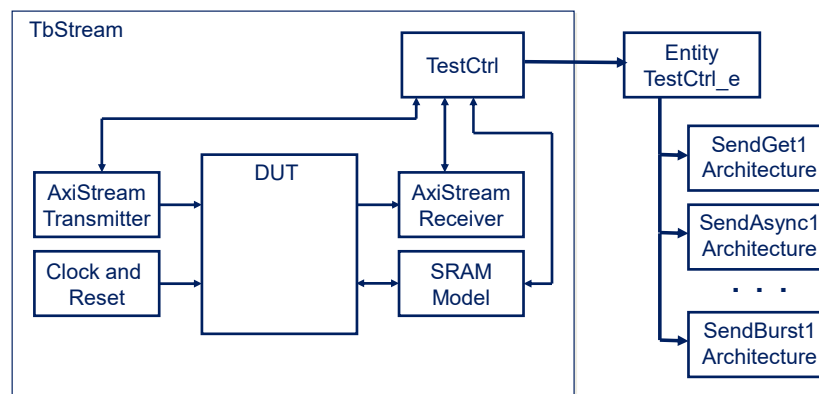 TbStream
TestCtrl
Entity
TestCtrl_e
SendGet1
Architecture
DUT
AxiStream
Transmitter
AxiStream
Receiver
SendAsync1
Architecture
Clock and
Reset
SRAM
Model
. . .
SendBurst1
Architecture